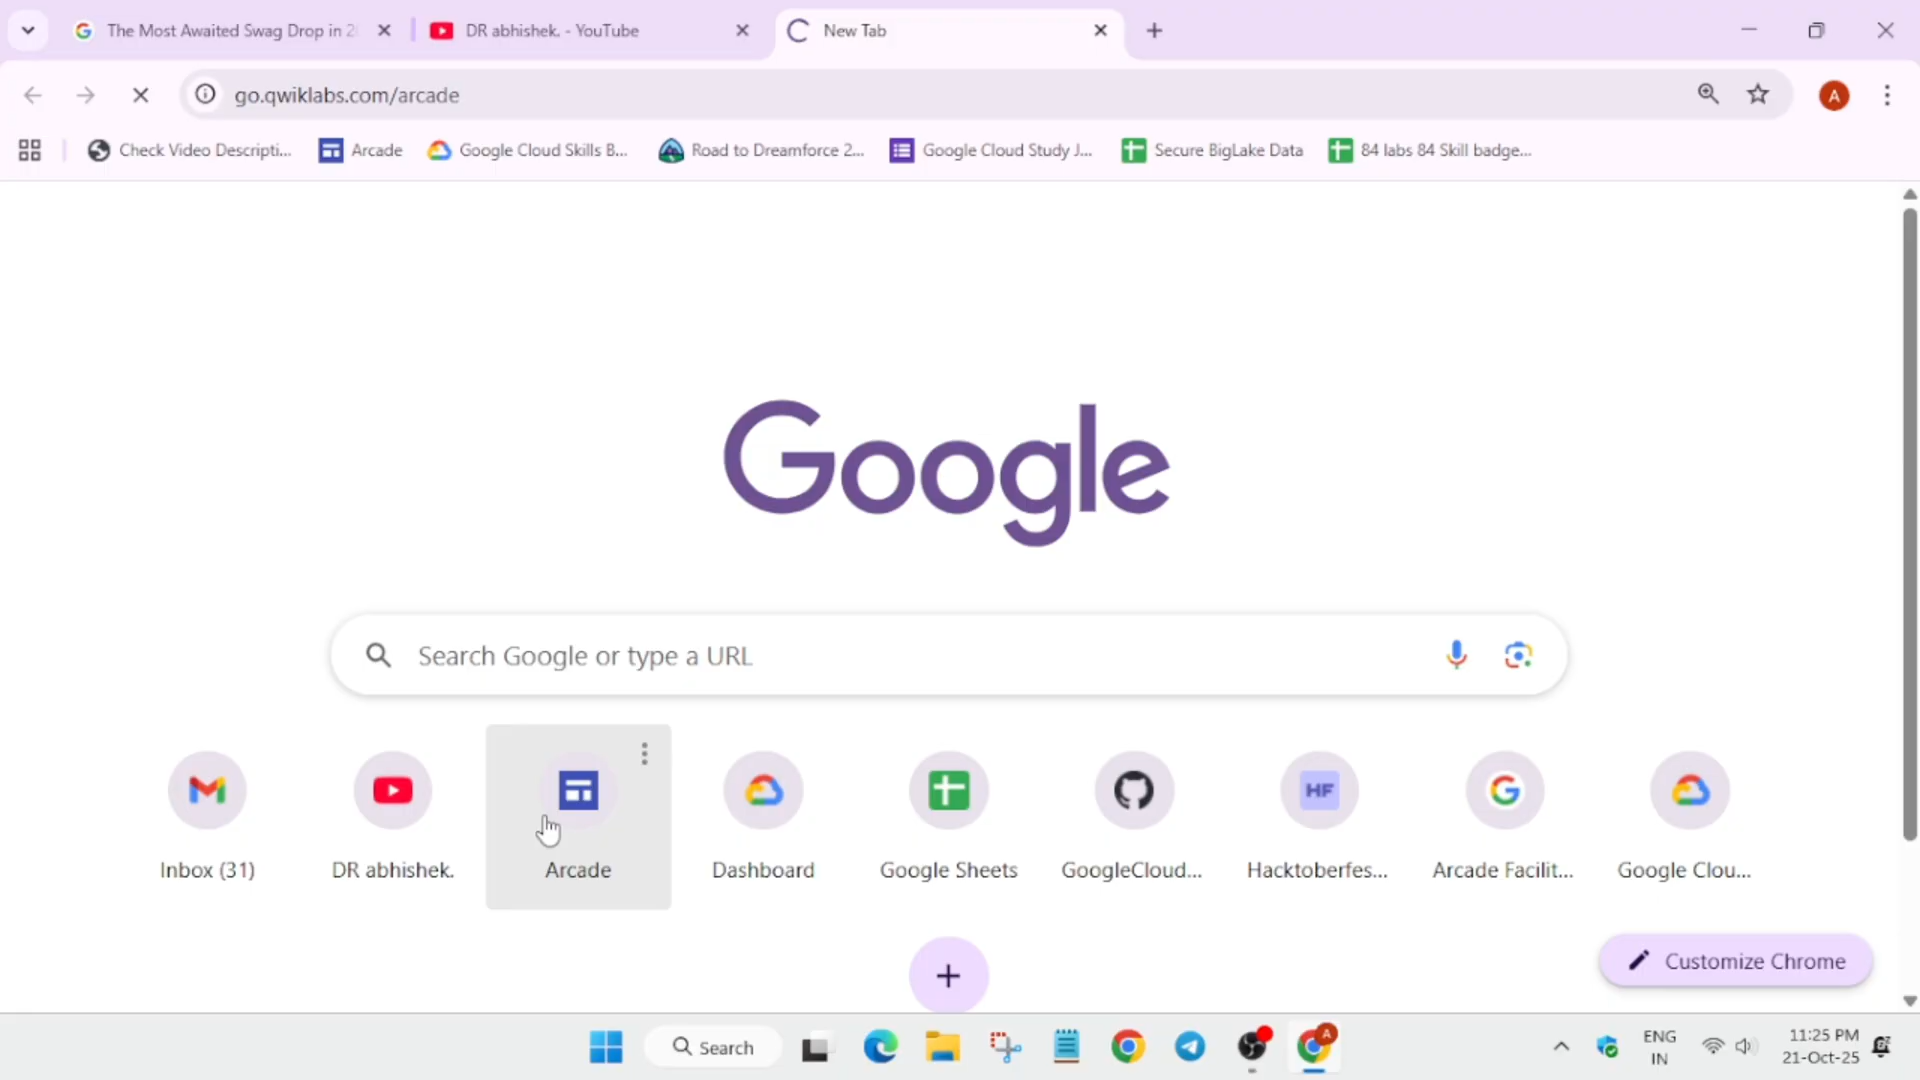 The Most Awaited Swag Drop in 2
DR abhishek. - YouTube
New Tab
go.qwiklabs.com/arcade
A
Check Video Descripti...
Arcade
Google Cloud Skills B...
Road to Dreamforce 2...
Google Cloud Study J...
Secure BigLake Data
84 labs 84 Skill badge...
Google
Search Google or type a URL
HF
Inbox (31)
DR abhishek.
Arcade
Dashboard
Google Sheets
GoogleCloud...
Hacktoberfes...
Arcade Facilit...
Google Clou...
Customize Chrome
Search
A
ENG
IN
11:25 PM
21-Oct-25